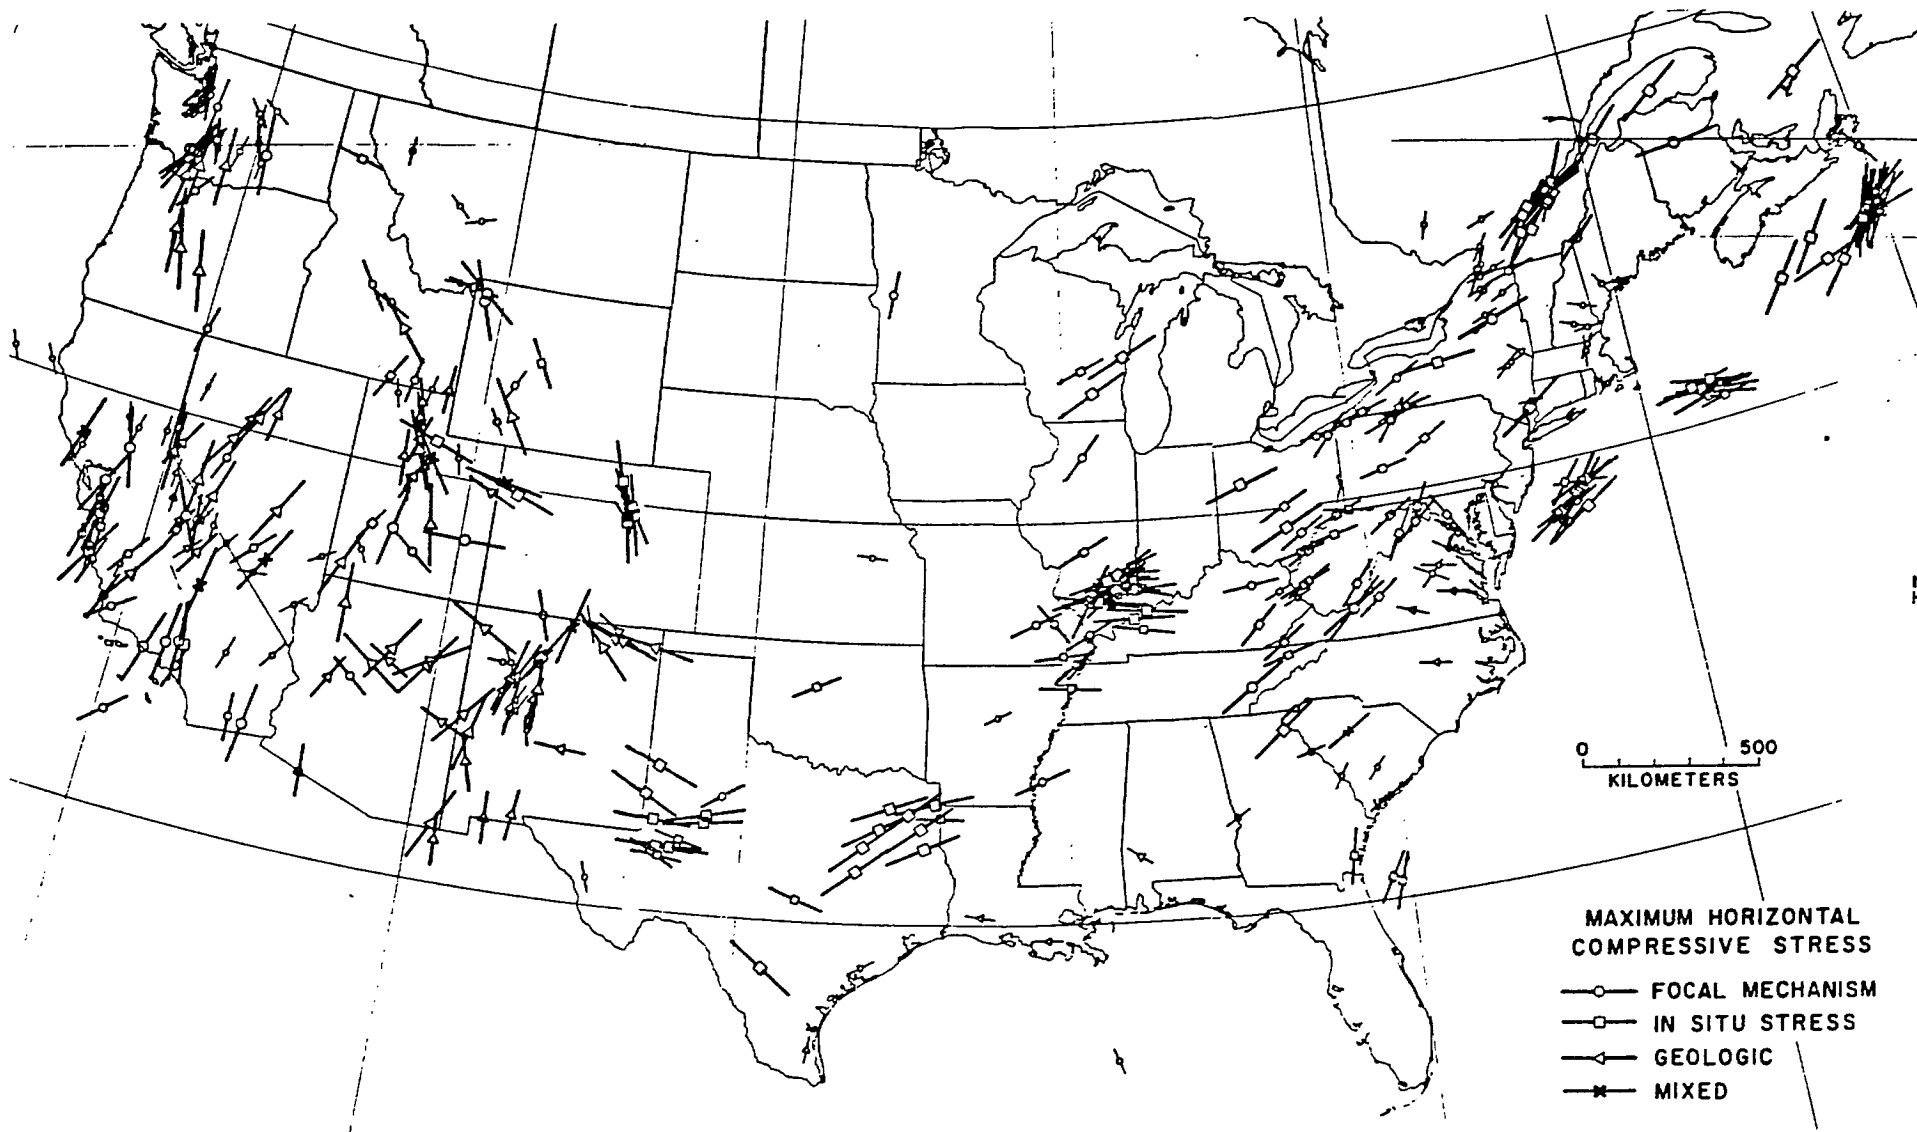 0 500
KILOMETERS
MAXIMUM HORIZONTAL
COMPRESSIVE STRESS
FOCAL MECHANISM
IN SITU STRESS
GEOLOGIC
MIXED